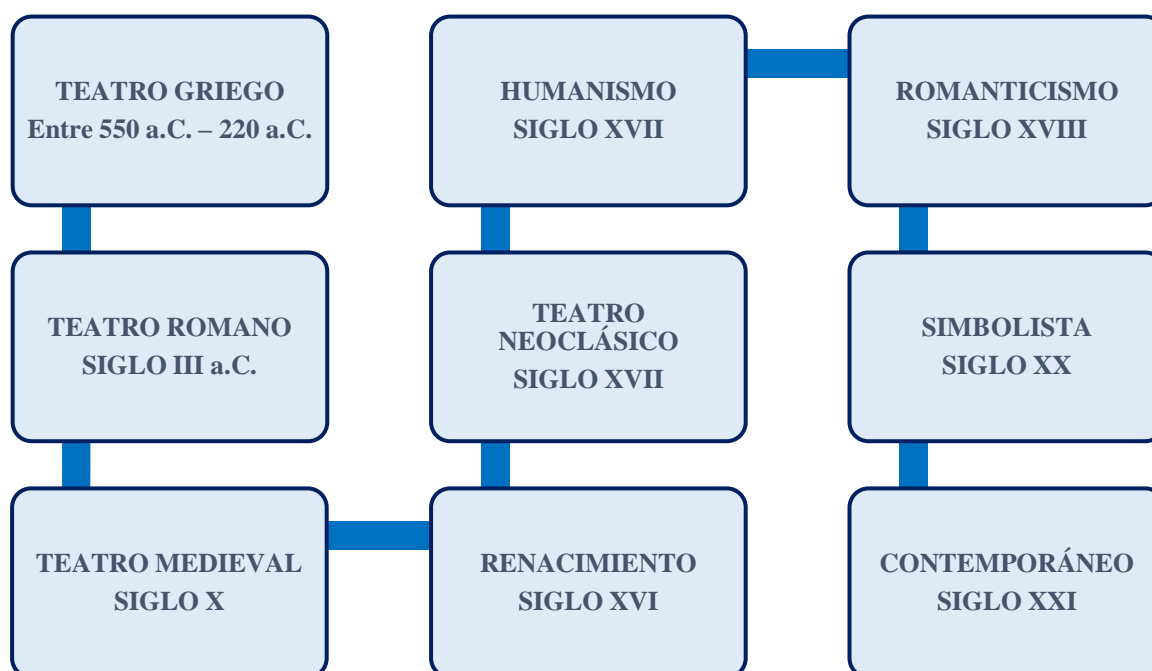 TEATRO GRIEGO
Entre 550 a.C. – 220 a.C.
TEATRO ROMANO
SIGLO III a.C.
TEATRO MEDIEVAL
SIGLO X
RENACIMIENTO
SIGLO XVI
TEATRO
NEOCLÁSICO
SIGLO XVII
HUMANISMO
SIGLO XVII
ROMANTICISMO
SIGLO XVIII
SIMBOLISTA
SIGLO XX
CONTEMPORÁNEO
SIGLO XXI